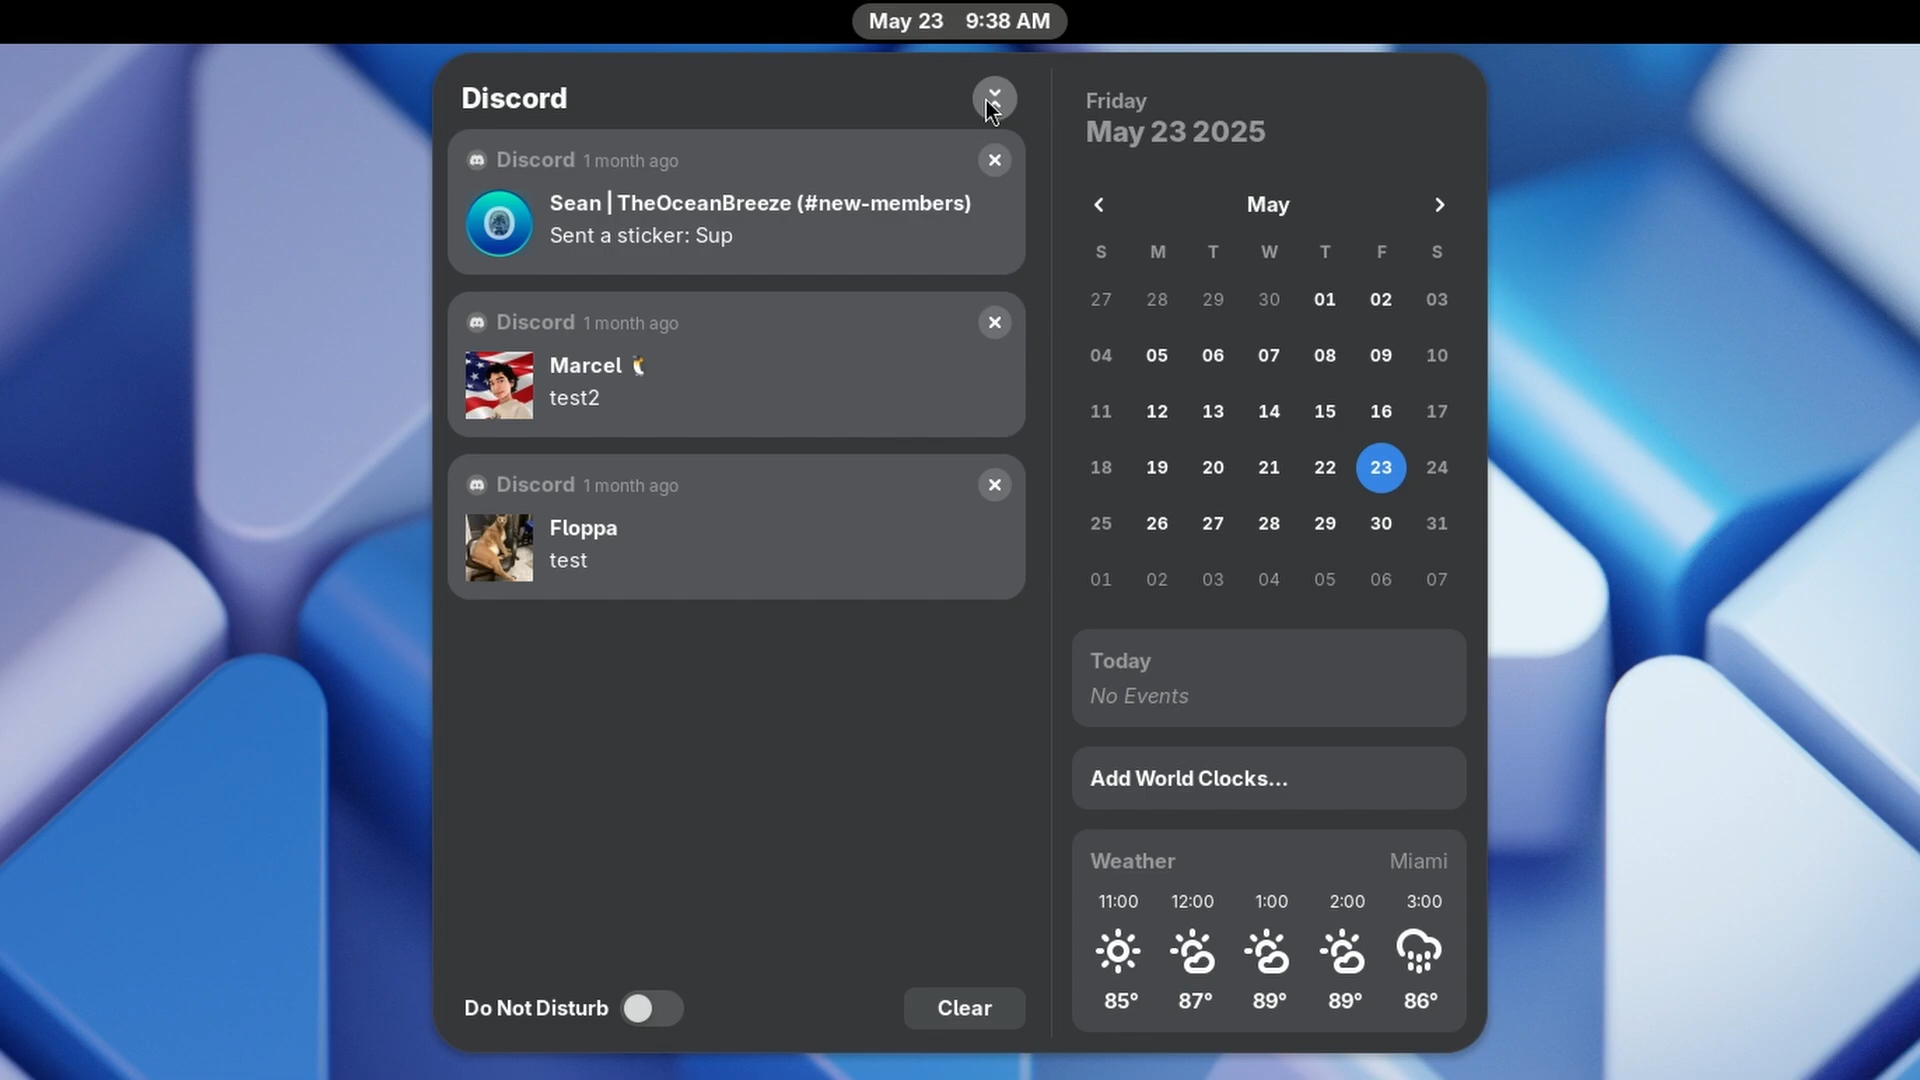 May 23 9:38 AM
Discord
Discord 1 month ago
Sean | TheOceanBreeze (#new-members)
Sent a sticker: Sup
Discord 1 month ago
Marcel 🐧
test2
Discord 1 month ago
Floppa
test
Do Not Disturb
Clear
Friday
May 23 2025
May
S M T W T F S
27 28 29 30 01 02 03
04 05 06 07 08 09 10
11 12 13 14 15 16 17
18 19 20 21 22 23 24
25 26 27 28 29 30 31
01 02 03 04 05 06 07
Today
No Events
Add World Clocks...
Weather Miami
11:00 12:00 1:00 2:00 3:00
85° 87° 89° 89° 86°